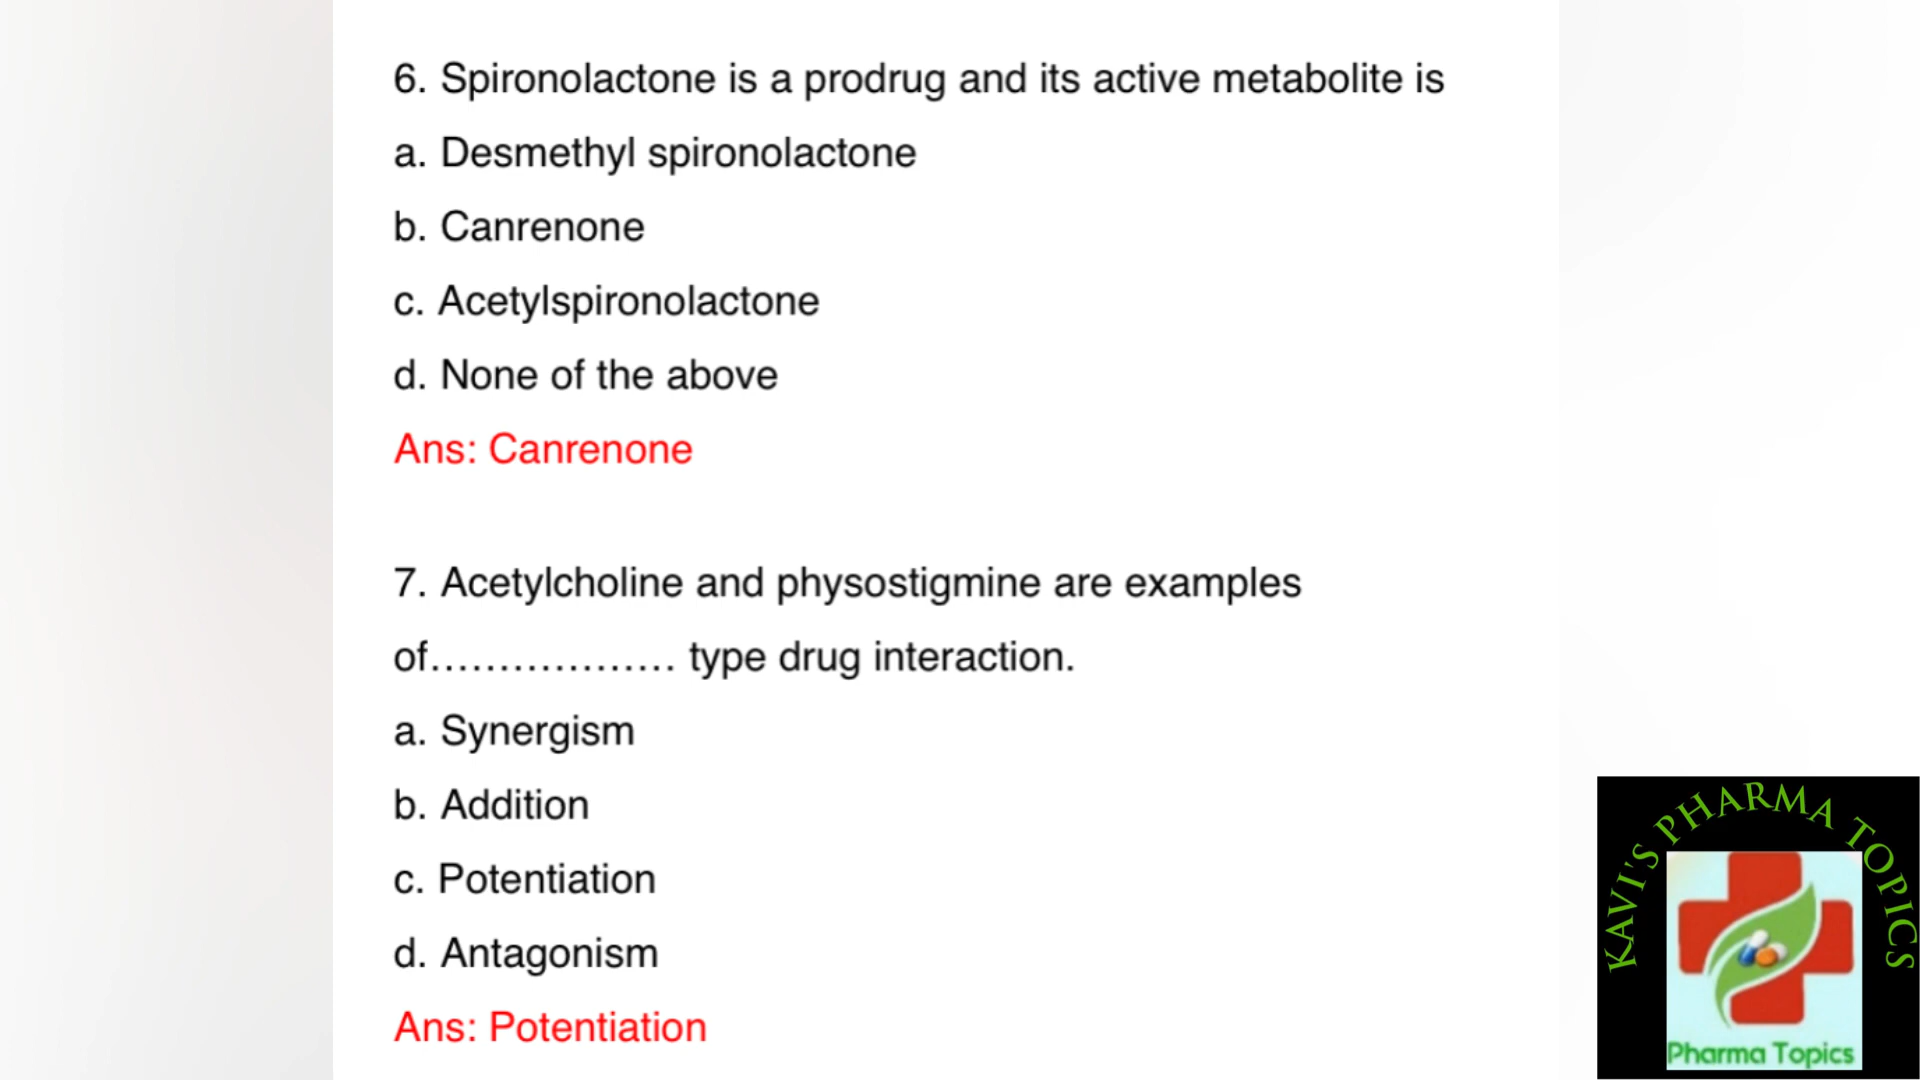 6. Spironolactone is a prodrug and its active metabolite is
a. Desmethyl spironolactone
b. Canrenone
c. Acetylspironolactone
d. None of the above
Ans: Canrenone
7. Acetylcholine and physostigmine are examples
of.................. type drug interaction.
a. Synergism
b. Addition
c. Potentiation
d. Antagonism
Ans: Potentiation
KAVI'S PHARMA TOPICS
Pharma Topics